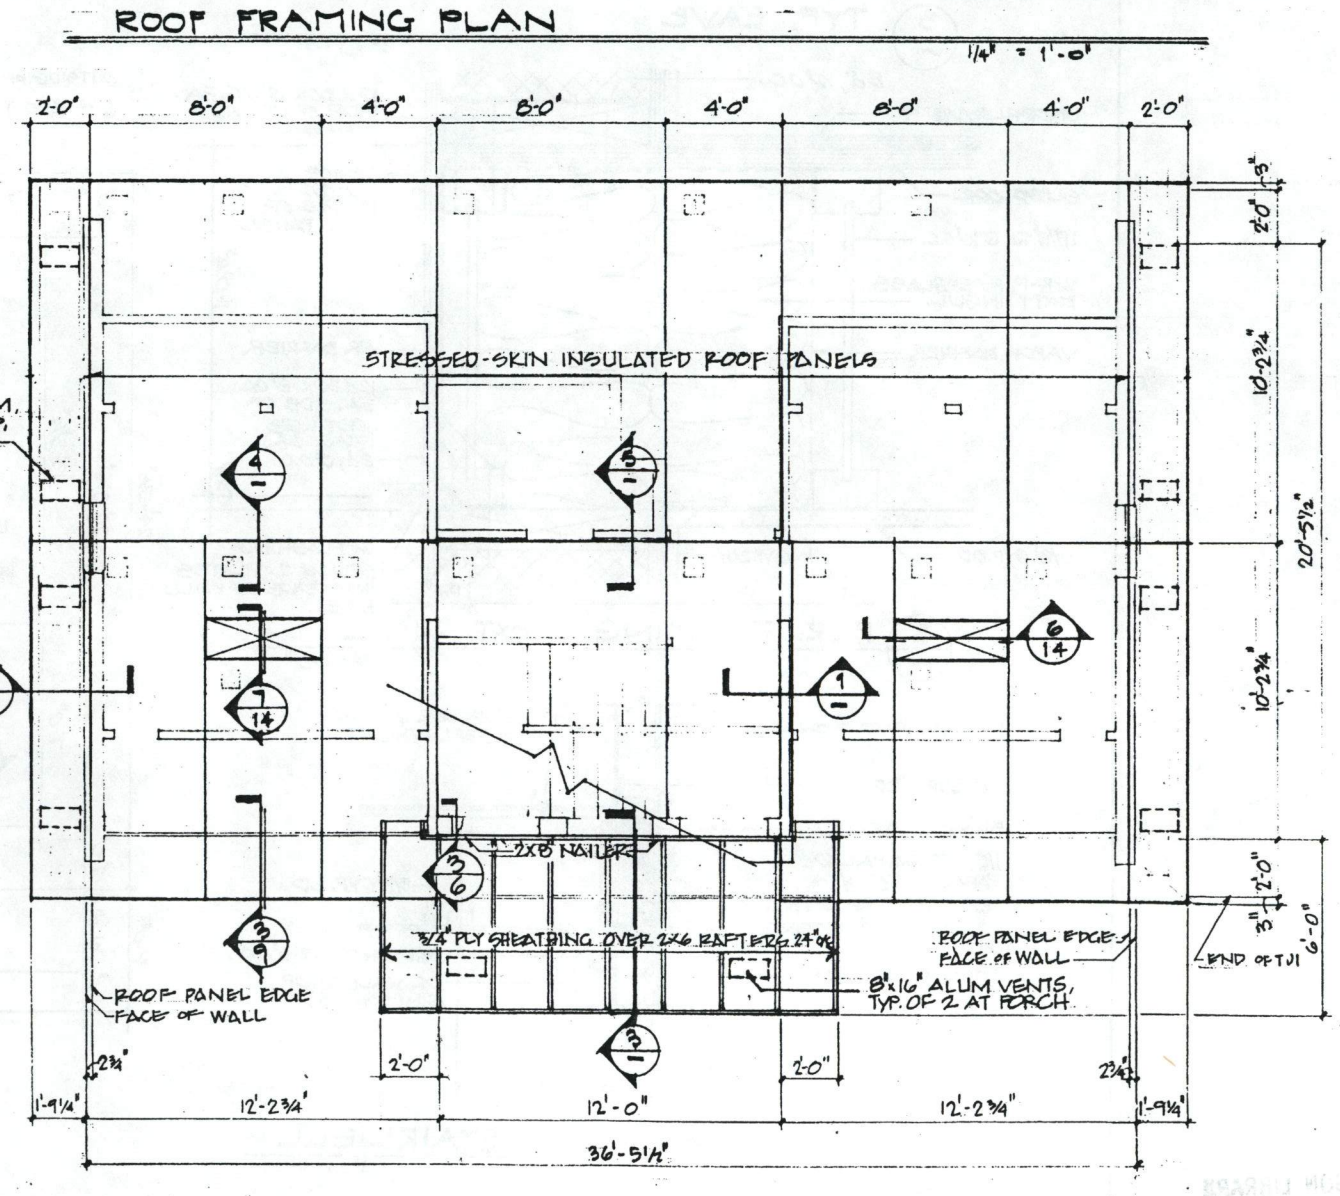 ROOF FRAMING PLAN
1/4" = 1'-0"
2'-0" 8'-0" 4'-0" 8'-0" 4'-0" 8'-0" 4'-0" 2'-0"
3"
2'-0"
STRESSED SKIN INSULATED ROOF PANELS
10'-2 3/4"
4
-
5
-
20'-5 1/2"
6
14
7
14
1
-
10'-2 3/4"
2x8 NAILERS
3
6
2'-0"
3"
6'-0"
3/4" PLY SHEATHING OVER 2x6 RAFTERS 24" oc
3
9
ROOF PANEL EDGE
FACE OF WALL
END OF TJI
8"x16" ALUM VENTS,
TYP. OF 2 AT PORCH
ROOF PANEL EDGE
FACE OF WALL
3
1
2 3/4" 2'-0" 2'-0" 2 3/4"
1'-9 1/4" 12'-2 3/4" 12'-0" 12'-2 3/4" 1'-9 1/4"
36'-5 1/2"